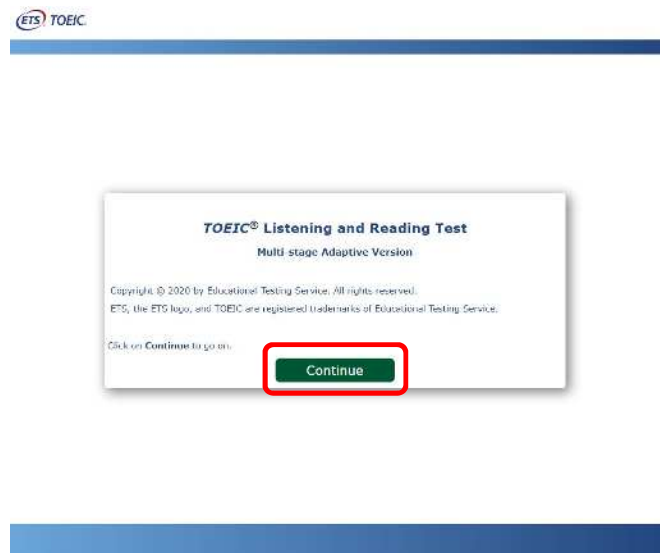 ETS TOEIC.
TOEIC® Listening and Reading Test
Multi-stage Adaptive Version
Copyright © 2020 by Educational Testing Service. All rights reserved.
ETS, the ETS logo, and TOEIC are registered trademarks of Educational Testing Service.
Click on Continue to go on.
Continue